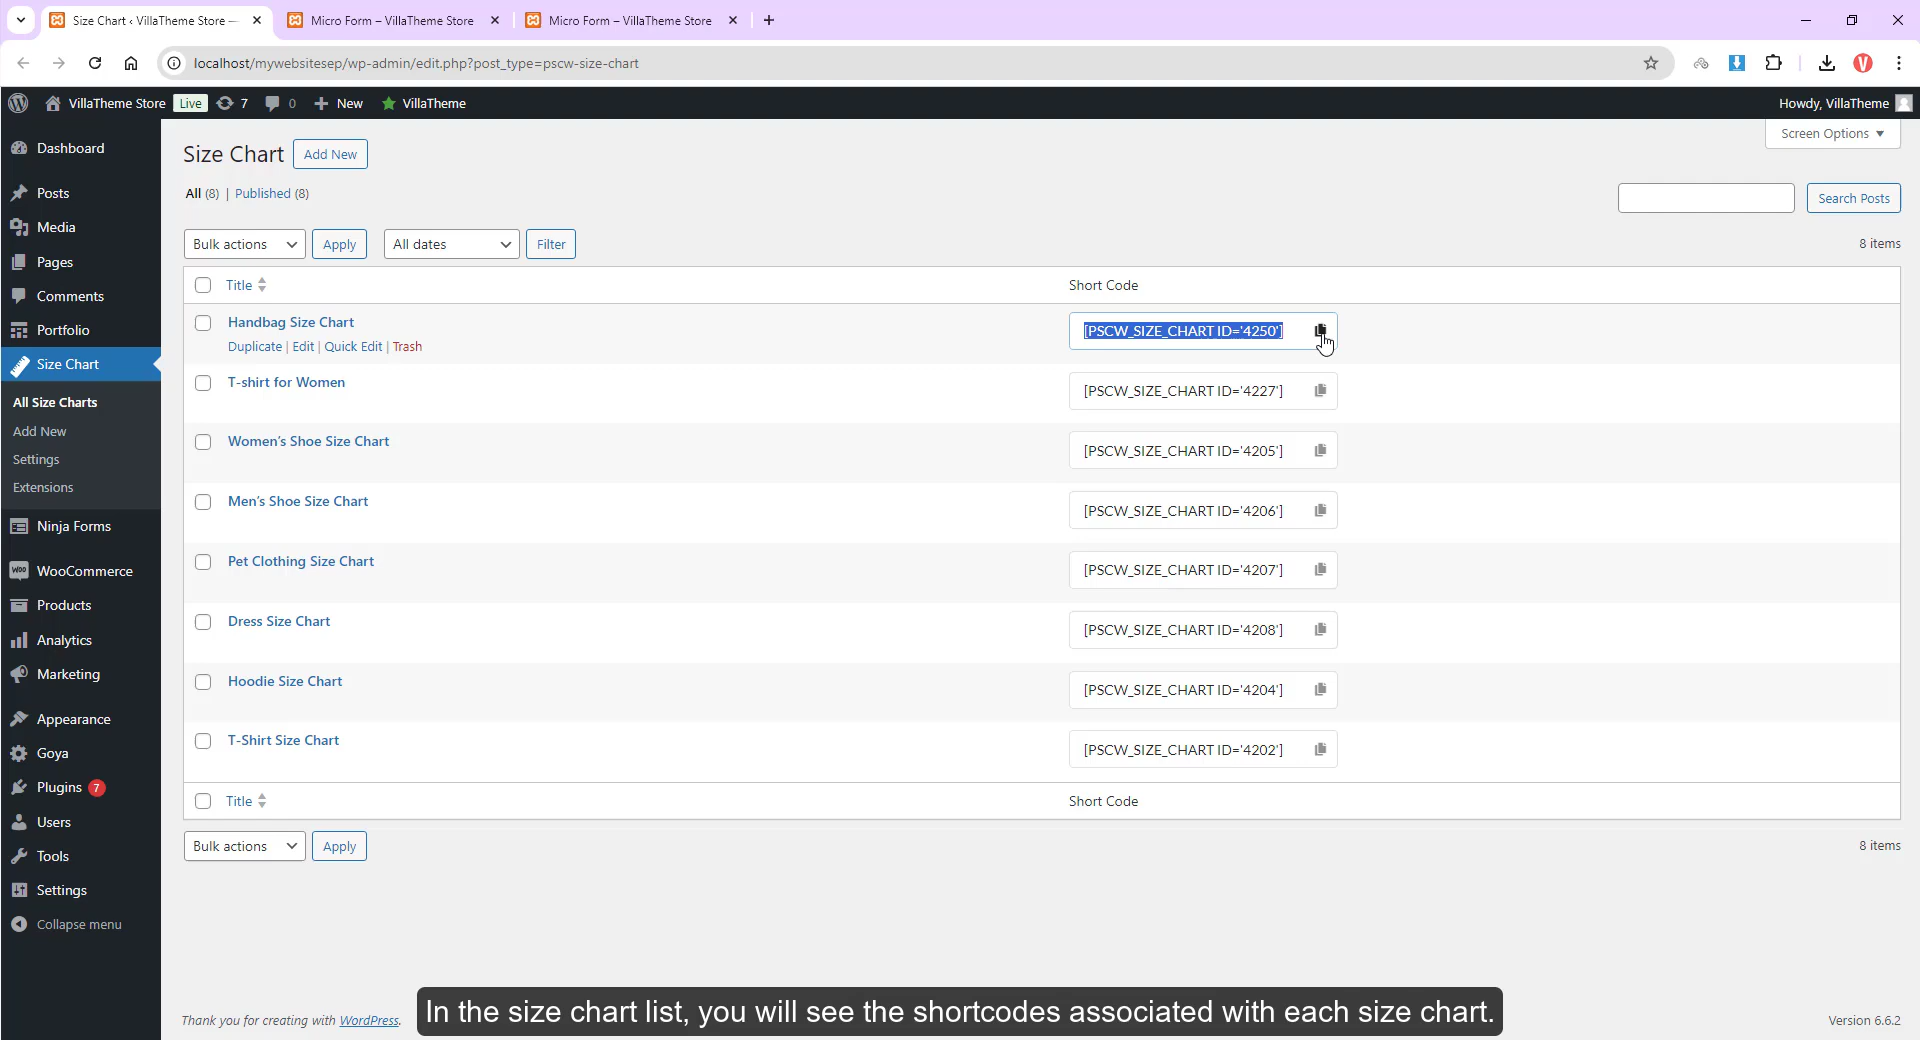 Size Chart ‹ VillaTheme Store —
Micro Form – VillaTheme Store
Micro Form – VillaTheme Store
localhost/mywebsitesep/wp-admin/edit.php?post_type=pscw-size-chart
VillaTheme Store Live 7 0 New VillaTheme
Howdy, VillaTheme
Screen Options
Dashboard
Posts
Media
Pages
Comments
Portfolio
Size Chart
All Size Charts
Add New
Settings
Extensions
Ninja Forms
WooCommerce
Products
Analytics
Marketing
Appearance
Goya
Plugins 7
Users
Tools
Settings
Collapse menu
Size Chart Add New
All (8) | Published (8)
Search Posts
Bulk actions Apply All dates Filter
8 items
Title Short Code
Handbag Size Chart [PSCW_SIZE_CHART ID='4250']
Duplicate | Edit | Quick Edit | Trash
T-shirt for Women [PSCW_SIZE_CHART ID='4227']
Women’s Shoe Size Chart [PSCW_SIZE_CHART ID='4205']
Men’s Shoe Size Chart [PSCW_SIZE_CHART ID='4206']
Pet Clothing Size Chart [PSCW_SIZE_CHART ID='4207']
Dress Size Chart [PSCW_SIZE_CHART ID='4208']
Hoodie Size Chart [PSCW_SIZE_CHART ID='4204']
T-Shirt Size Chart [PSCW_SIZE_CHART ID='4202']
Title Short Code
Bulk actions Apply
8 items
In the size chart list, you will see the shortcodes associated with each size chart.
Thank you for creating with WordPress.
Version 6.6.2